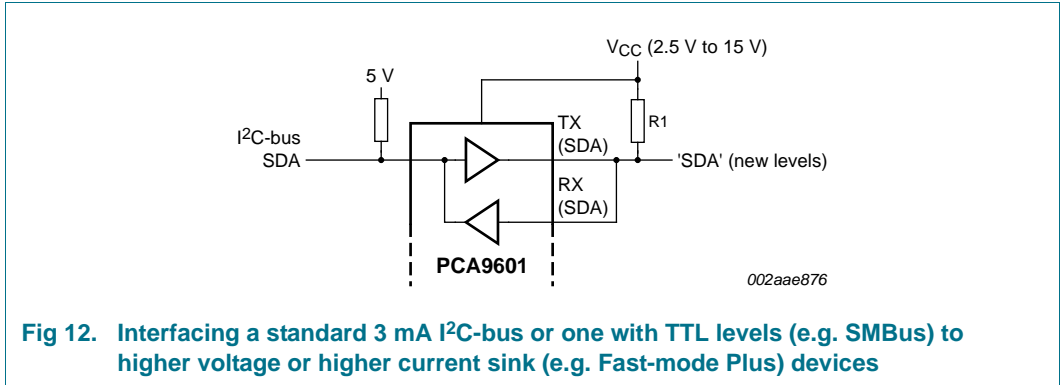 VCC (2.5 V to 15 V)
5 V
R1
TX
(SDA)
I2C-bus
SDA
'SDA' (new levels)
RX
(SDA)
PCA9601
002aae876
Fig 12. Interfacing a standard 3 mA I2C-bus or one with TTL levels (e.g. SMBus) to
higher voltage or higher current sink (e.g. Fast-mode Plus) devices